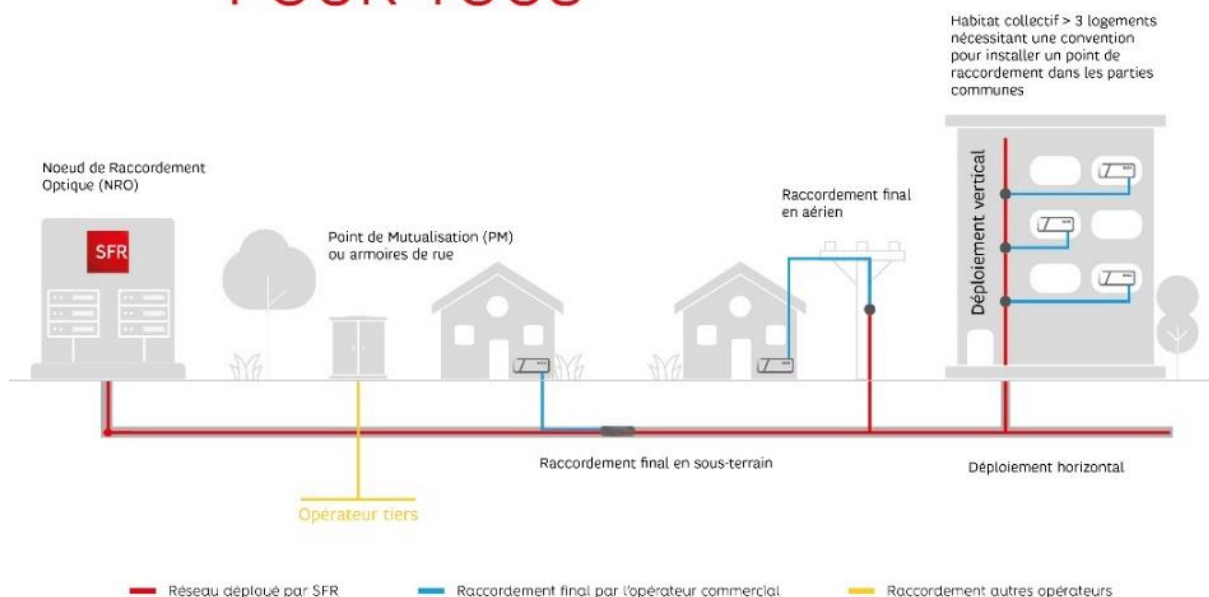 POUR TOUS
Habitat collectif > 3 logements
nécessitant une convention
pour installer un point de
raccordement dans les parties
communes
Noeud de Raccordement
Optique (NRO)
SFR
Point de Mutualisation (PM)
ou armoires de rue
Raccordement final
en aérien
Déploiement vertical
Raccordement final en sous-terrain
Déploiement horizontal
Opérateur tiers
Réseau déployé par SFR
Raccordement final par l'opérateur commercial
Raccordement autres opérateurs